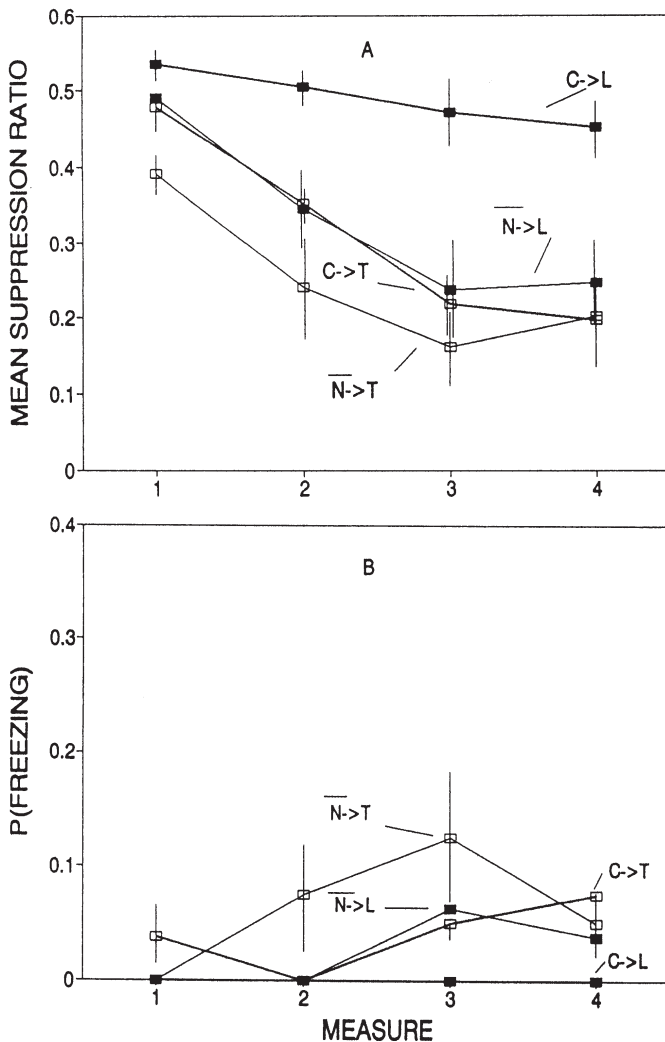 A
MEAN SUPPRESSION RATIO
0.6
0.5
0.4
0.3
0.2
0.1
0
C->L
N->L
C->T
N->T
1 2 3 4
B
P(FREEZING)
0.4
0.3
0.2
0.1
0
N->T
N->L
C->T
C->L
1 2 3 4
MEASURE